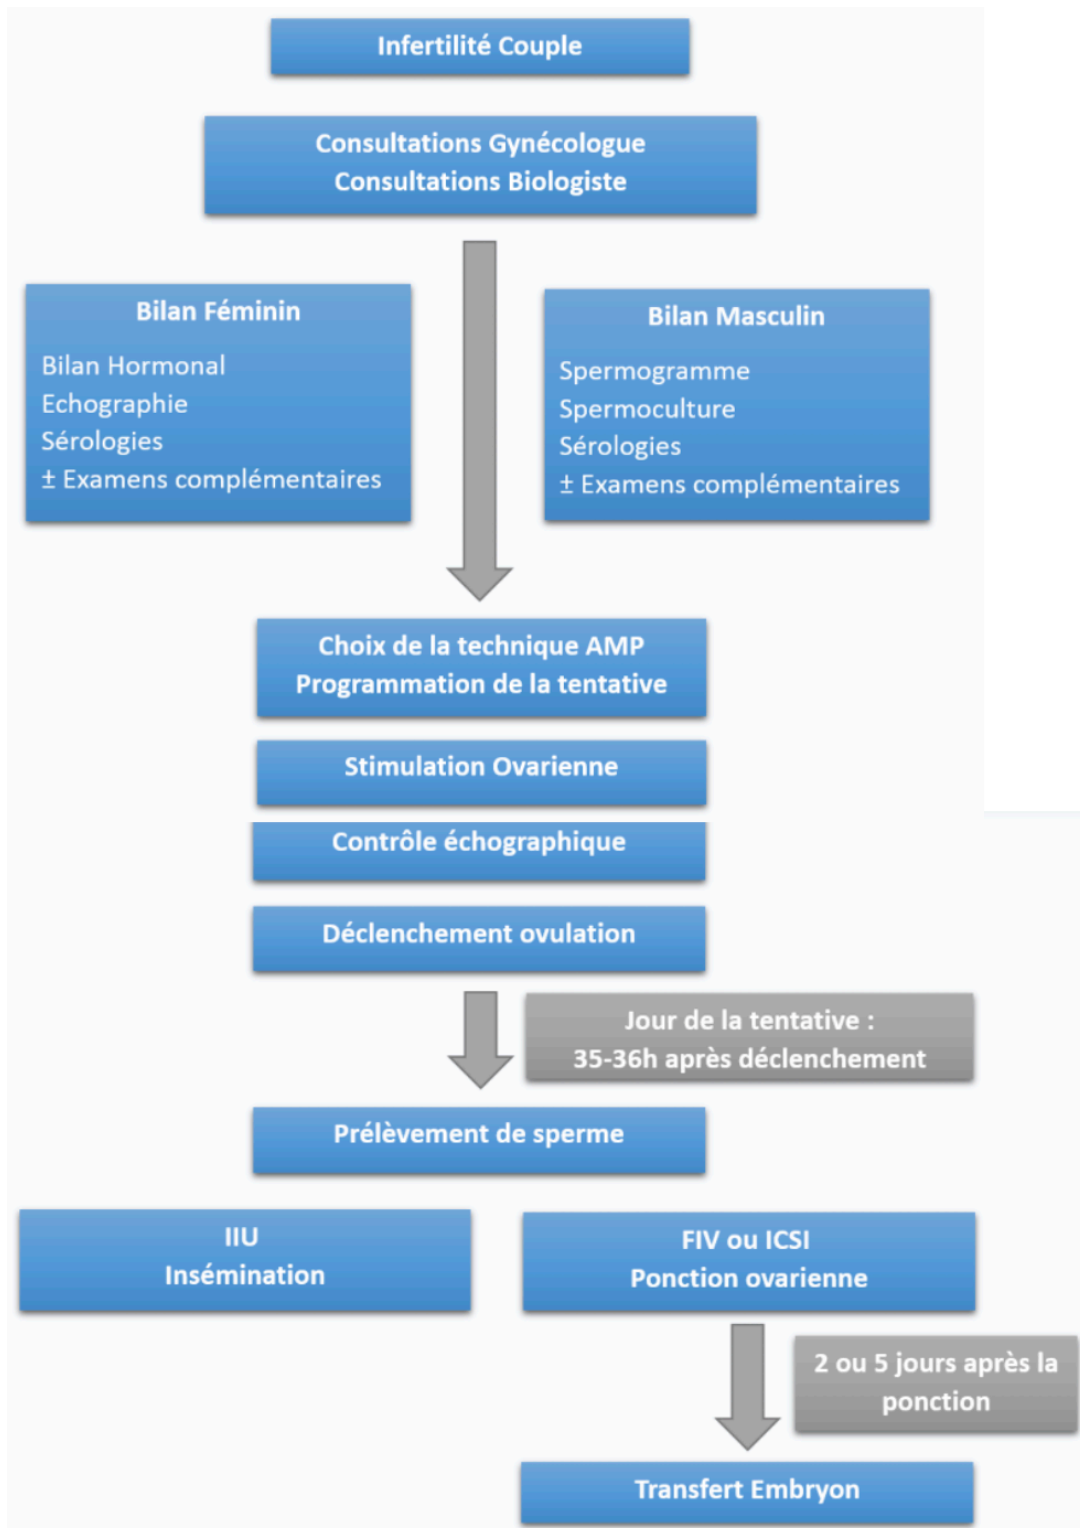 Infertilité Couple
Consultations Gynécologue
Consultations Biologiste
Bilan Féminin
Bilan Hormonal
Echographie
Sérologies
± Examens complémentaires
Bilan Masculin
Spermogramme
Spermoculture
Sérologies
± Examens complémentaires
Choix de la technique AMP
Programmation de la tentative
Stimulation Ovarienne
Contrôle échographique
Déclenchement ovulation
Jour de la tentative :
35-36h après déclenchement
Prélèvement de sperme
IIU
Insémination
FIV ou ICSI
Ponction ovarienne
2 ou 5 jours après la
ponction
Transfert Embryon